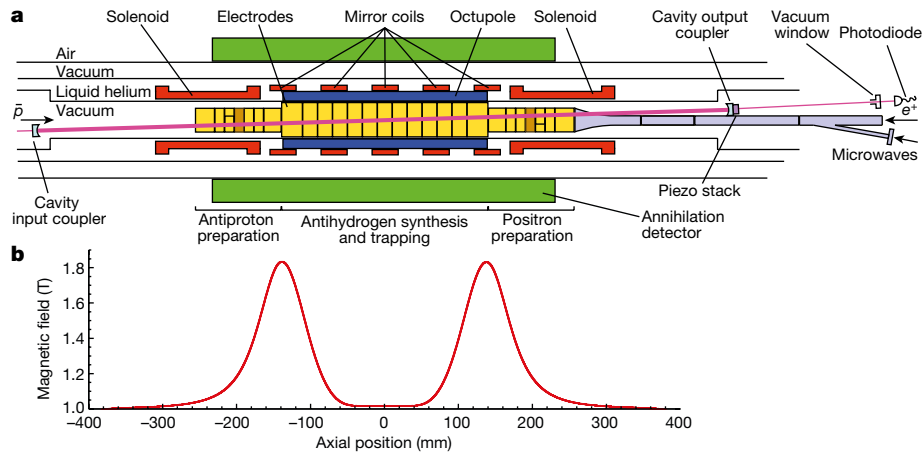 a
Solenoid
Electrodes
Mirror coils
Octupole
Solenoid
Cavity output
coupler
Vacuum
window
Photodiode
Air
Vacuum
Liquid helium
Vacuum
p̄
e⁺
Microwaves
Cavity
input coupler
Piezo stack
Antiproton
preparation
Antihydrogen synthesis
and trapping
Positron
preparation
Annihilation
detector
b
Magnetic field (T)
1.8
1.6
1.4
1.2
1.0
−400
−300
−200
−100
0
100
200
300
400
Axial position (mm)